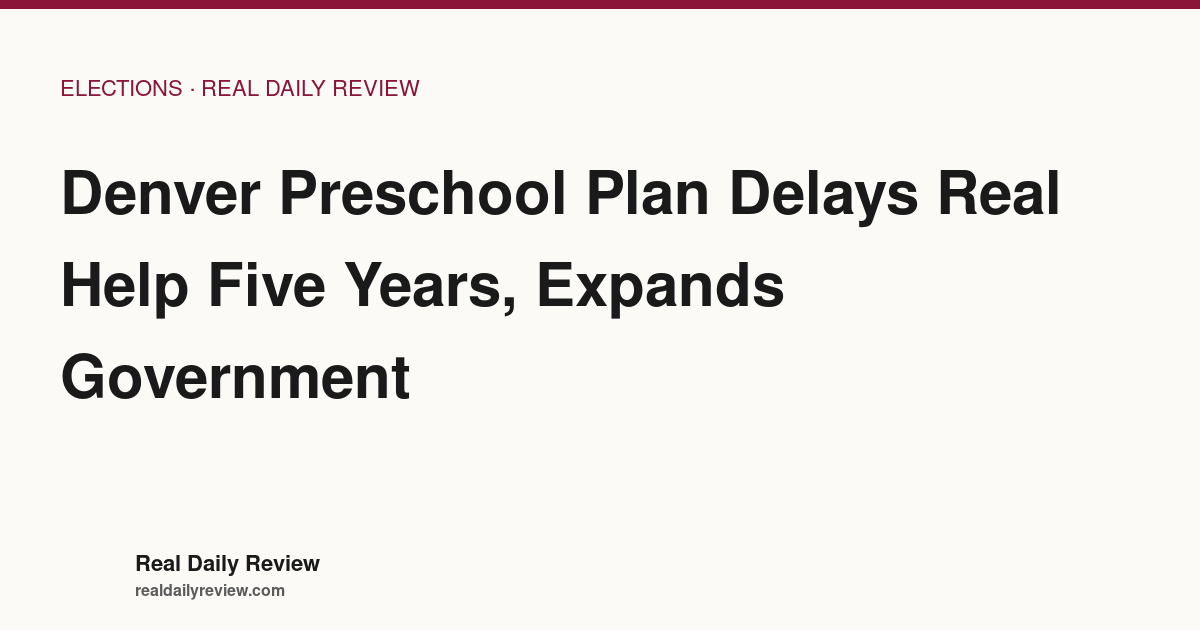 ELECTIONS · REAL DAILY REVIEW
Denver Preschool Plan Delays Real
Help Five Years, Expands
Government
Real Daily Review
realdailyreview.com